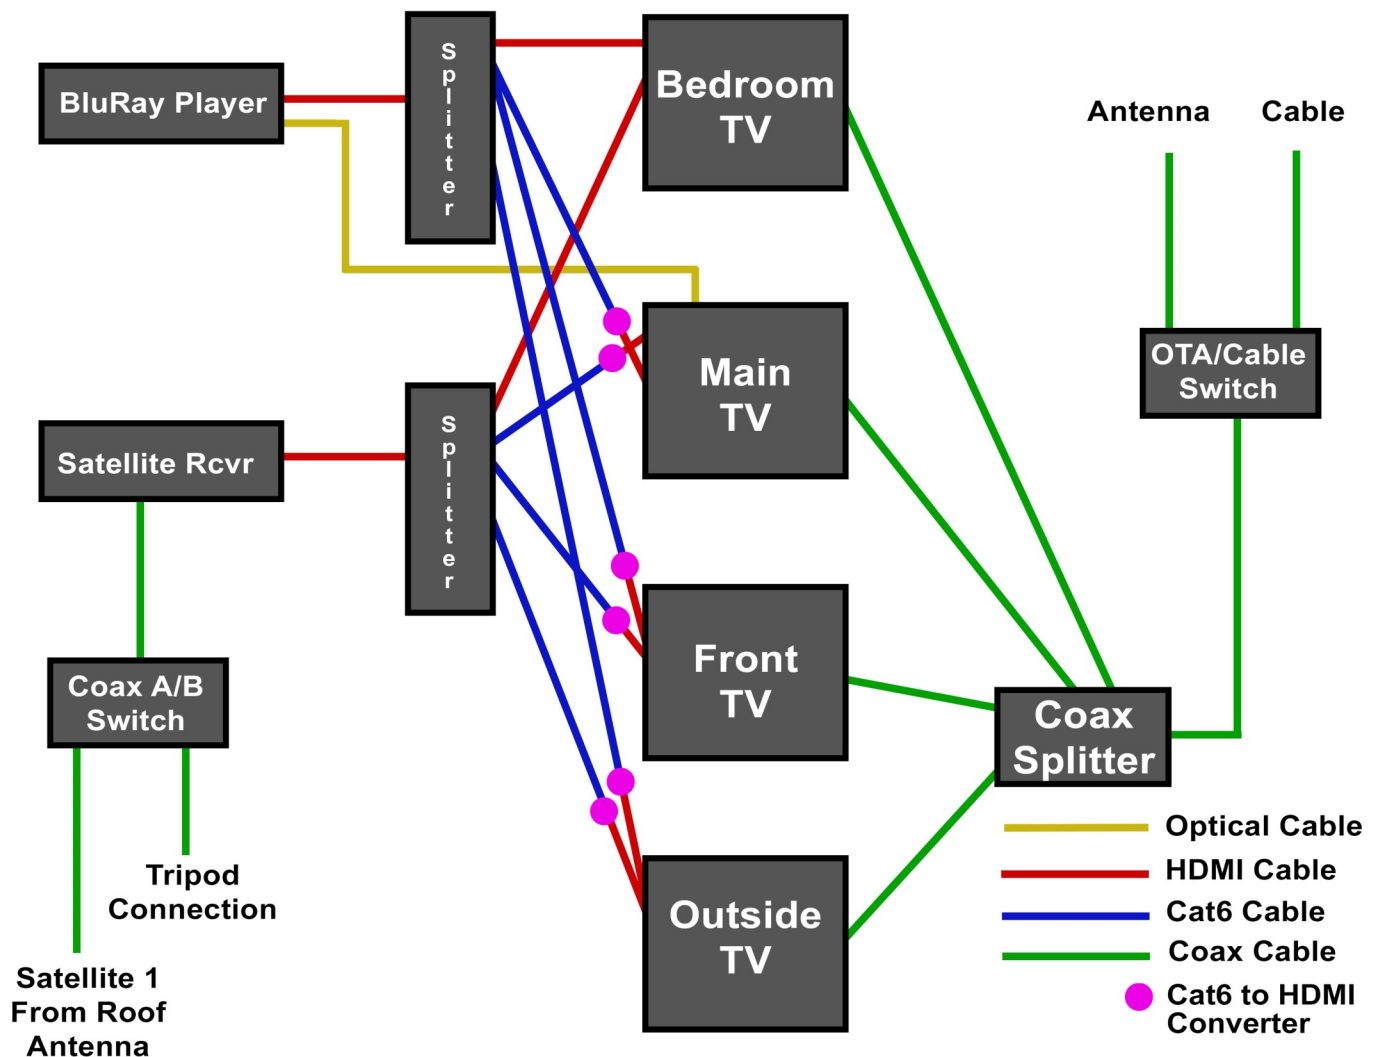 BluRay Player
Splitter
Bedroom
TV
Antenna
Cable
OTA/Cable
Switch
Main
TV
Satellite Rcvr
Splitter
Front
TV
Coax A/B
Switch
Coax
Splitter
Tripod
Connection
Outside
TV
Satellite 1
From Roof
Antenna
Optical Cable
HDMI Cable
Cat6 Cable
Coax Cable
Cat6 to HDMI
Converter